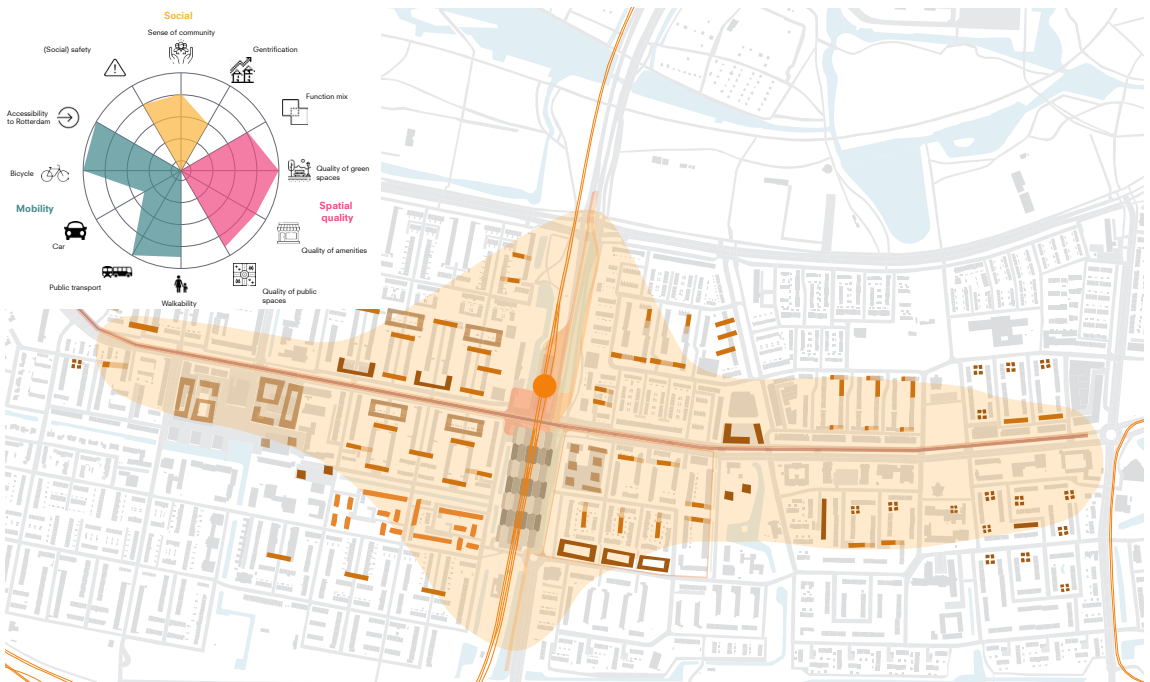 Social
Sense of community
(Social) safety
Gentrification
Function mix
Accessibility
to Rotterdam
Bicycle
Quality of green
spaces
Mobility
Spatial
quality
Car
Quality of amenities
Public transport
Quality of public
spaces
Walkability